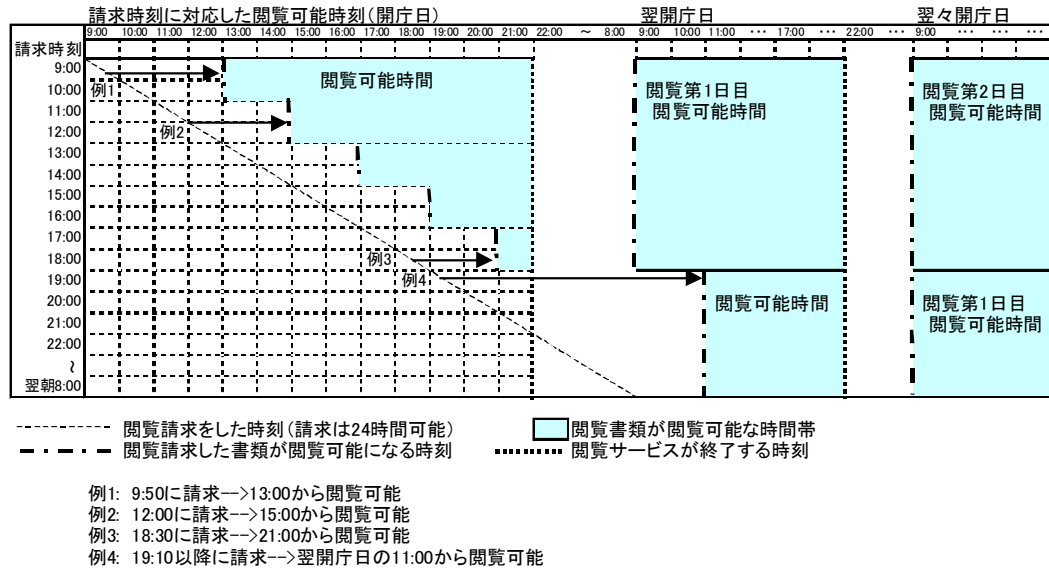 請求時刻に対応した閲覧可能時刻(開庁日) 翌開庁日 翌々開庁日
9:00 10:00 11:00 12:00 13:00 14:00 15:00 16:00 17:00 18:00 19:00 20:00 21:00 22:00 ～ 8:00 9:00 10:00 11:00 … 17:00 … 22:00 … 9:00 … … …
請求時刻
9:00
10:00
11:00
12:00
13:00
14:00
15:00
16:00
17:00
18:00
19:00
20:00
21:00
22:00
～
翌朝8:00
例1
例2
例3
例4
閲覧可能時間
閲覧第1日目
閲覧可能時間
閲覧第2日目
閲覧可能時間
閲覧可能時間
閲覧第1日目
閲覧可能時間
閲覧請求をした時刻(請求は24時間可能)
閲覧書類が閲覧可能な時間帯
閲覧請求した書類が閲覧可能になる時刻
閲覧サービスが終了する時刻
例1: 9:50に請求-->13:00から閲覧可能
例2: 12:00に請求-->15:00から閲覧可能
例3: 18:30に請求-->21:00から閲覧可能
例4: 19:10以降に請求-->翌開庁日の11:00から閲覧可能